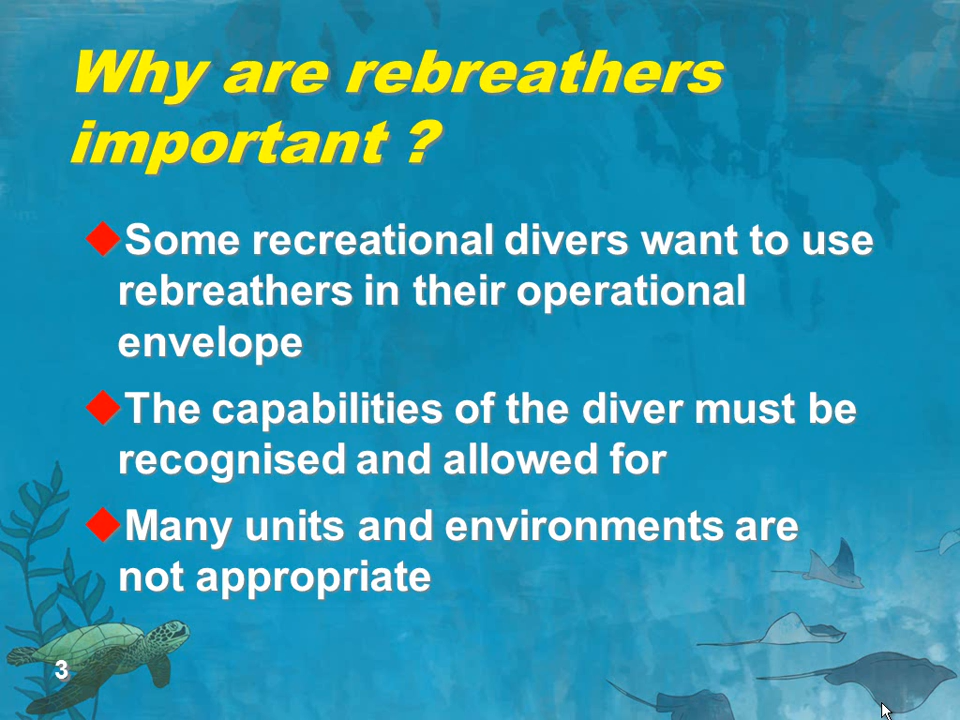 Why are rebreathers
important ?
Some recreational divers want to use
rebreathers in their operational
envelope
The capabilities of the diver must be
recognised and allowed for
Many units and environments are
not appropriate
3